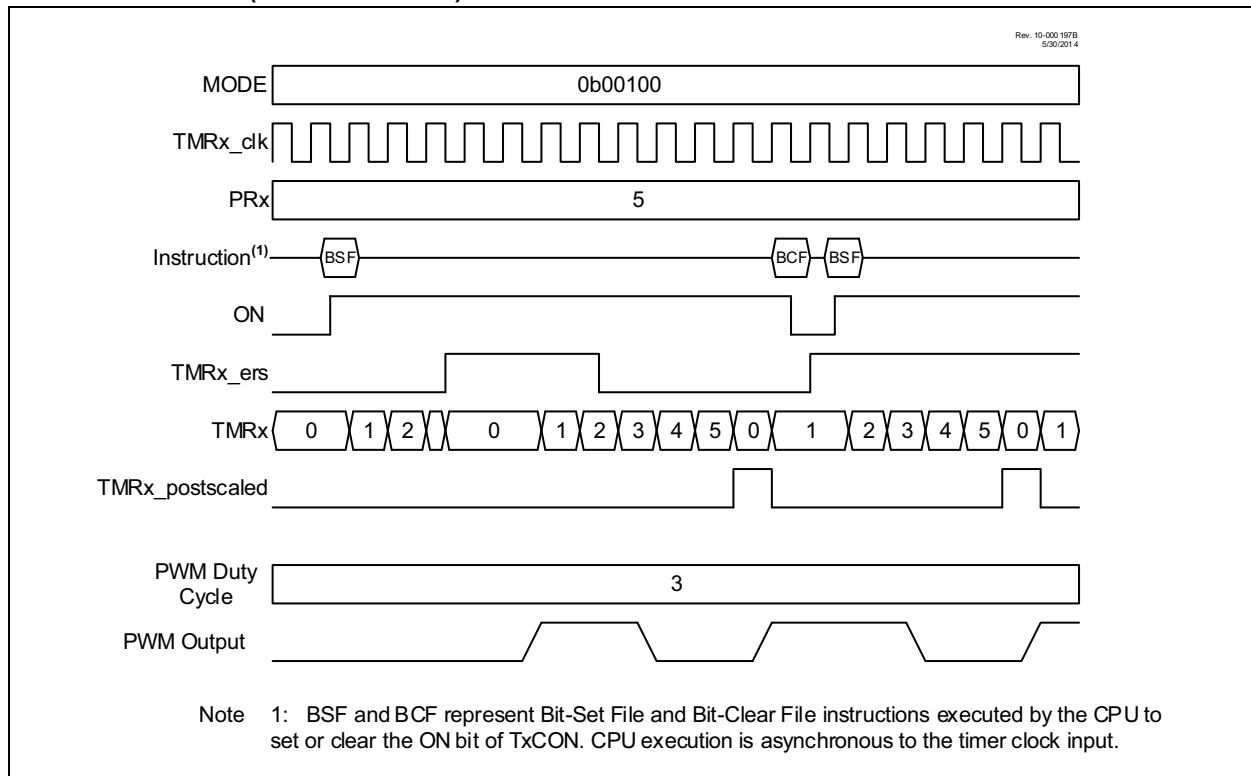 Rev. 10-000 197B
5/30/2014
MODE 0b00100
TMRx_clk
PRx 5
Instruction(1) BSF BCF BSF
ON
TMRx_ers
TMRx 0 1 2 0 1 2 3 4 5 0 1 2 3 4 5 0 1
TMRx_postscaled
PWM Duty
Cycle 3
PWM Output
Note 1: BSF and BCF represent Bit-Set File and Bit-Clear File instructions executed by the CPU to
set or clear the ON bit of TxCON. CPU execution is asynchronous to the timer clock input.